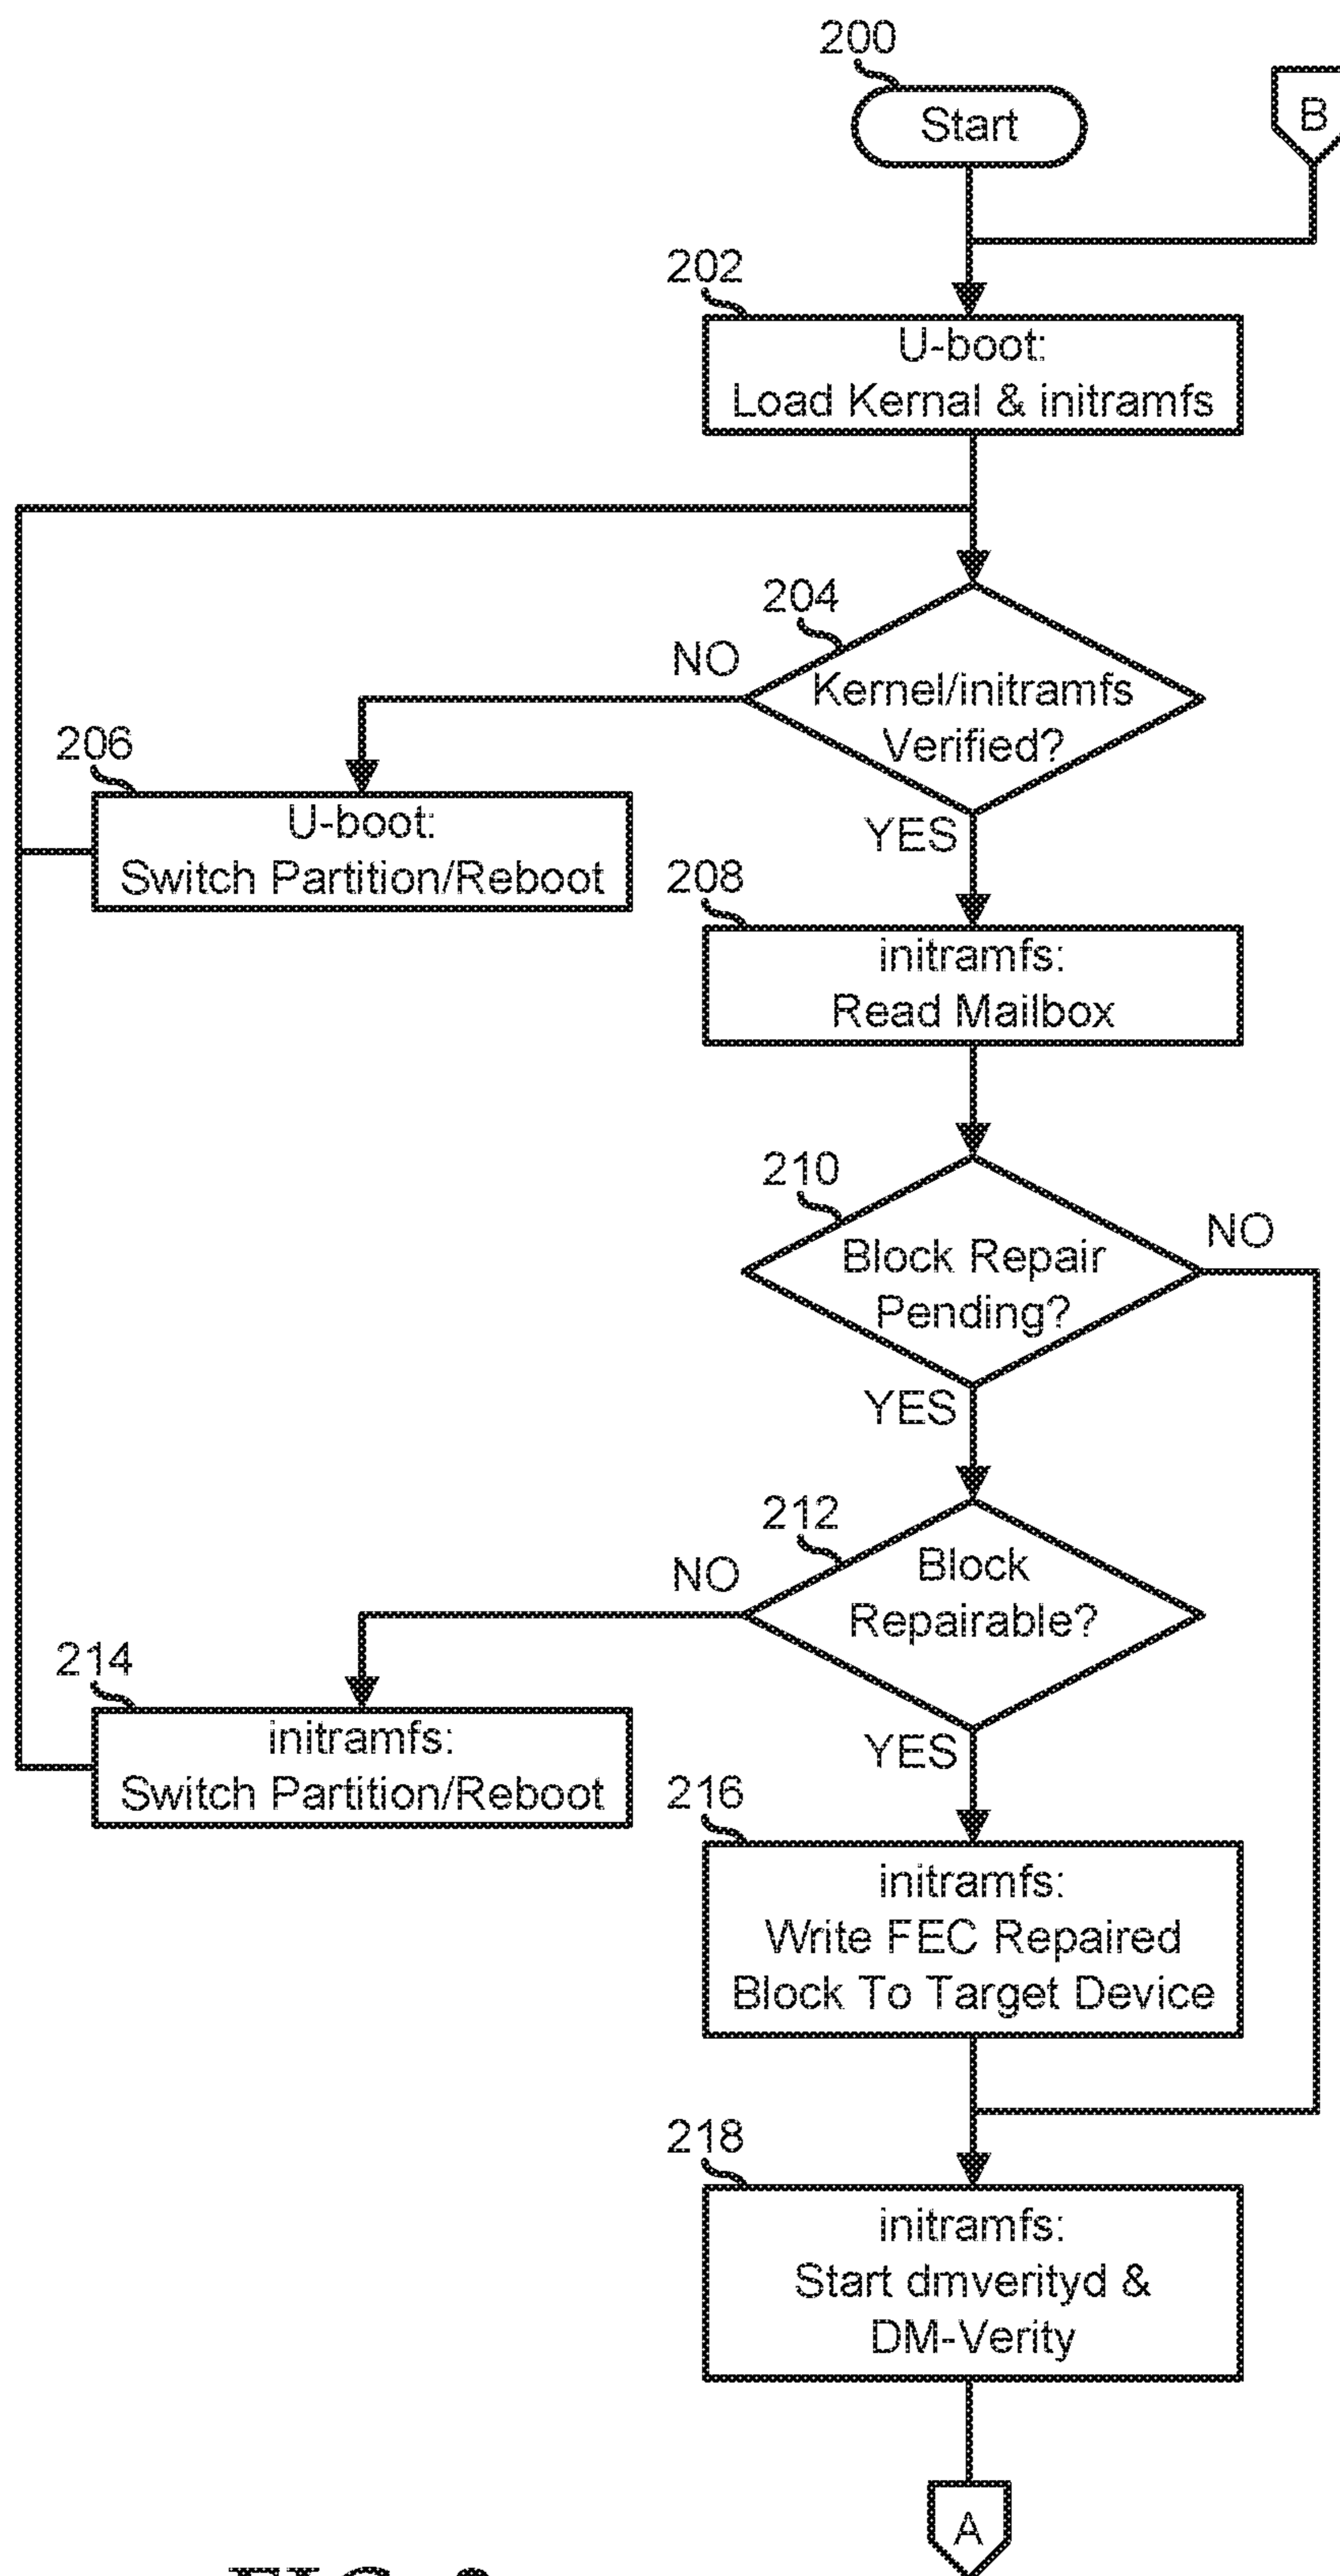 200
Start
B
202
U-boot:
Load Kernal & initramfs
204
NO
Kernel/initramfs
Verified?
206
YES
U-boot:
Switch Partition/Reboot
208
initramfs:
Read Mailbox
210
NO
Block Repair
Pending?
YES
212
NO
Block
Repairable?
214
YES
initramfs:
Switch Partition/Reboot
216
initramfs:
Write FEC Repaired
Block To Target Device
218
initramfs:
Start dmverityd &
DM-Verity
A